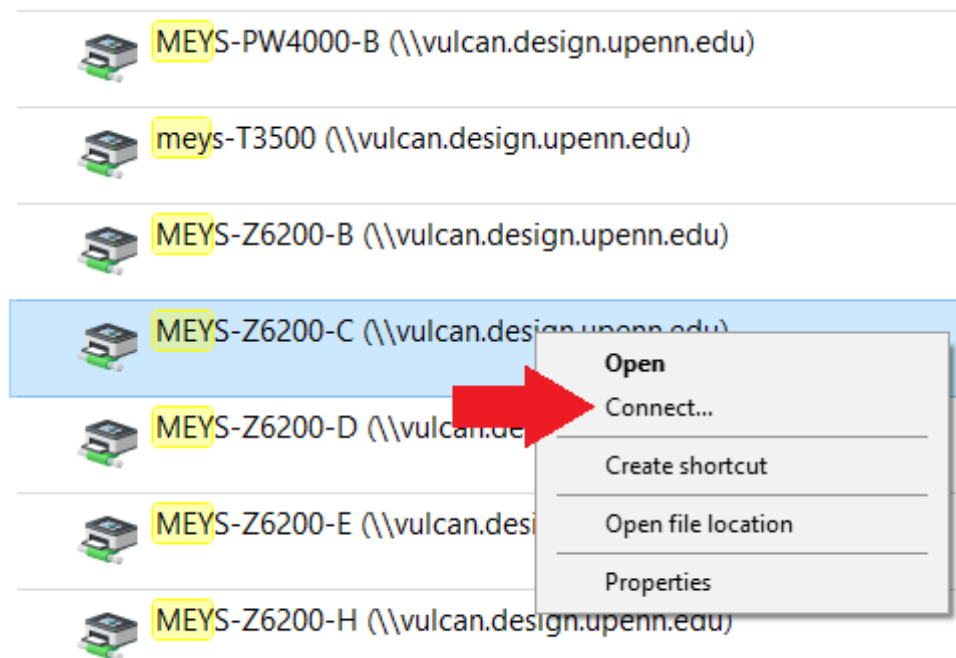 MEYS-PW4000-B (\\vulcan.design.upenn.edu)
meys-T3500 (\\vulcan.design.upenn.edu)
MEYS-Z6200-B (\\vulcan.design.upenn.edu)
MEYS-Z6200-C (\\vulcan.design.upenn.edu)
Open
Connect...
MEYS-Z6200-D (\\vulcan.de
Create shortcut
MEYS-Z6200-E (\\vulcan.desi
Open file location
Properties
MEYS-Z6200-H (\\vulcan.design.upenn.edu)